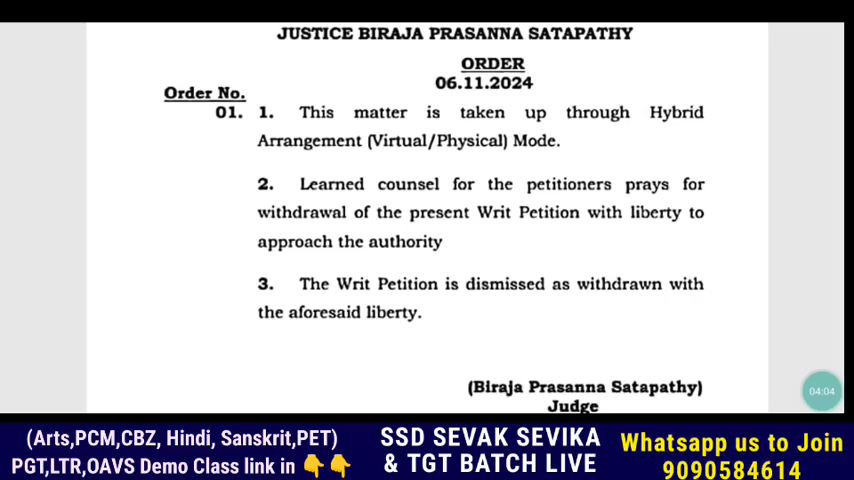 JUSTICE BIRAJA PRASANNA SATAPATHY
ORDER
06.11.2024
Order No.
01. 1. This matter is taken up through Hybrid
Arrangement (Virtual/Physical) Mode.
2. Learned counsel for the petitioners prays for
withdrawal of the present Writ Petition with liberty to
approach the authority
3. The Writ Petition is dismissed as withdrawn with
the aforesaid liberty.
(Biraja Prasanna Satapathy)
Judge
04:04
(Arts,PCM,CBZ, Hindi, Sanskrit,PET)
PGT,LTR,OAVS Demo Class link in 👇👇
SSD SEVAK SEVIKA
& TGT BATCH LIVE
Whatsapp us to Join
9090584614